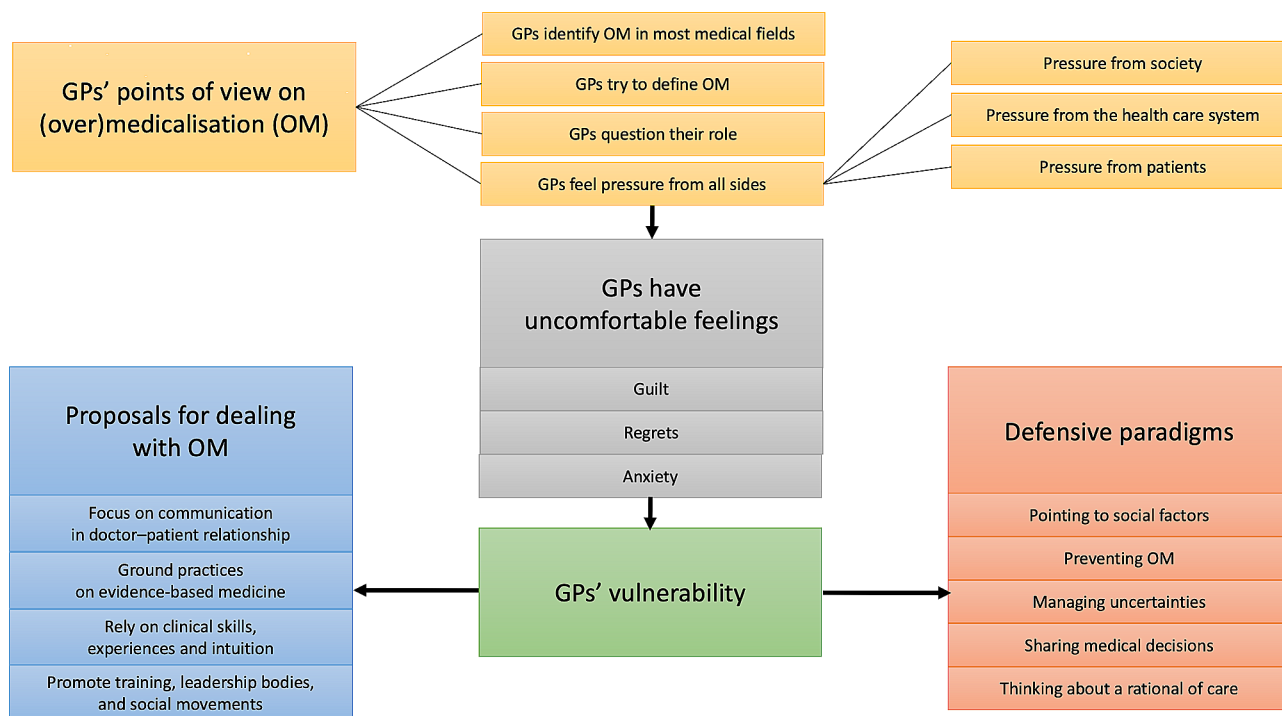 GPs' points of view on
(over)medicalisation (OM)
GPs identify OM in most medical fields
GPs try to define OM
GPs question their role
GPs feel pressure from all sides
Pressure from society
Pressure from the health care system
Pressure from patients
GPs have
uncomfortable feelings
Guilt
Regrets
Anxiety
GPs' vulnerability
Proposals for dealing
with OM
Focus on communication
in doctor–patient relationship
Ground practices
on evidence-based medicine
Rely on clinical skills,
experiences and intuition
Promote training, leadership bodies,
and social movements
Defensive paradigms
Pointing to social factors
Preventing OM
Managing uncertainties
Sharing medical decisions
Thinking about a rational of care